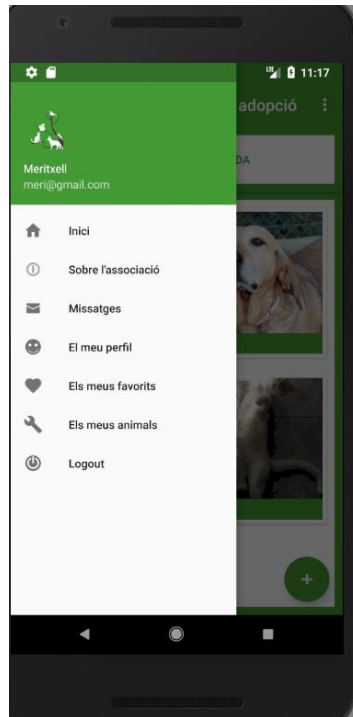 11:17
adopció
DA
Meritxell
meri@gmail.com
Inici
Sobre l'associació
Missatges
El meu perfil
Els meus favorits
Els meus animals
Logout